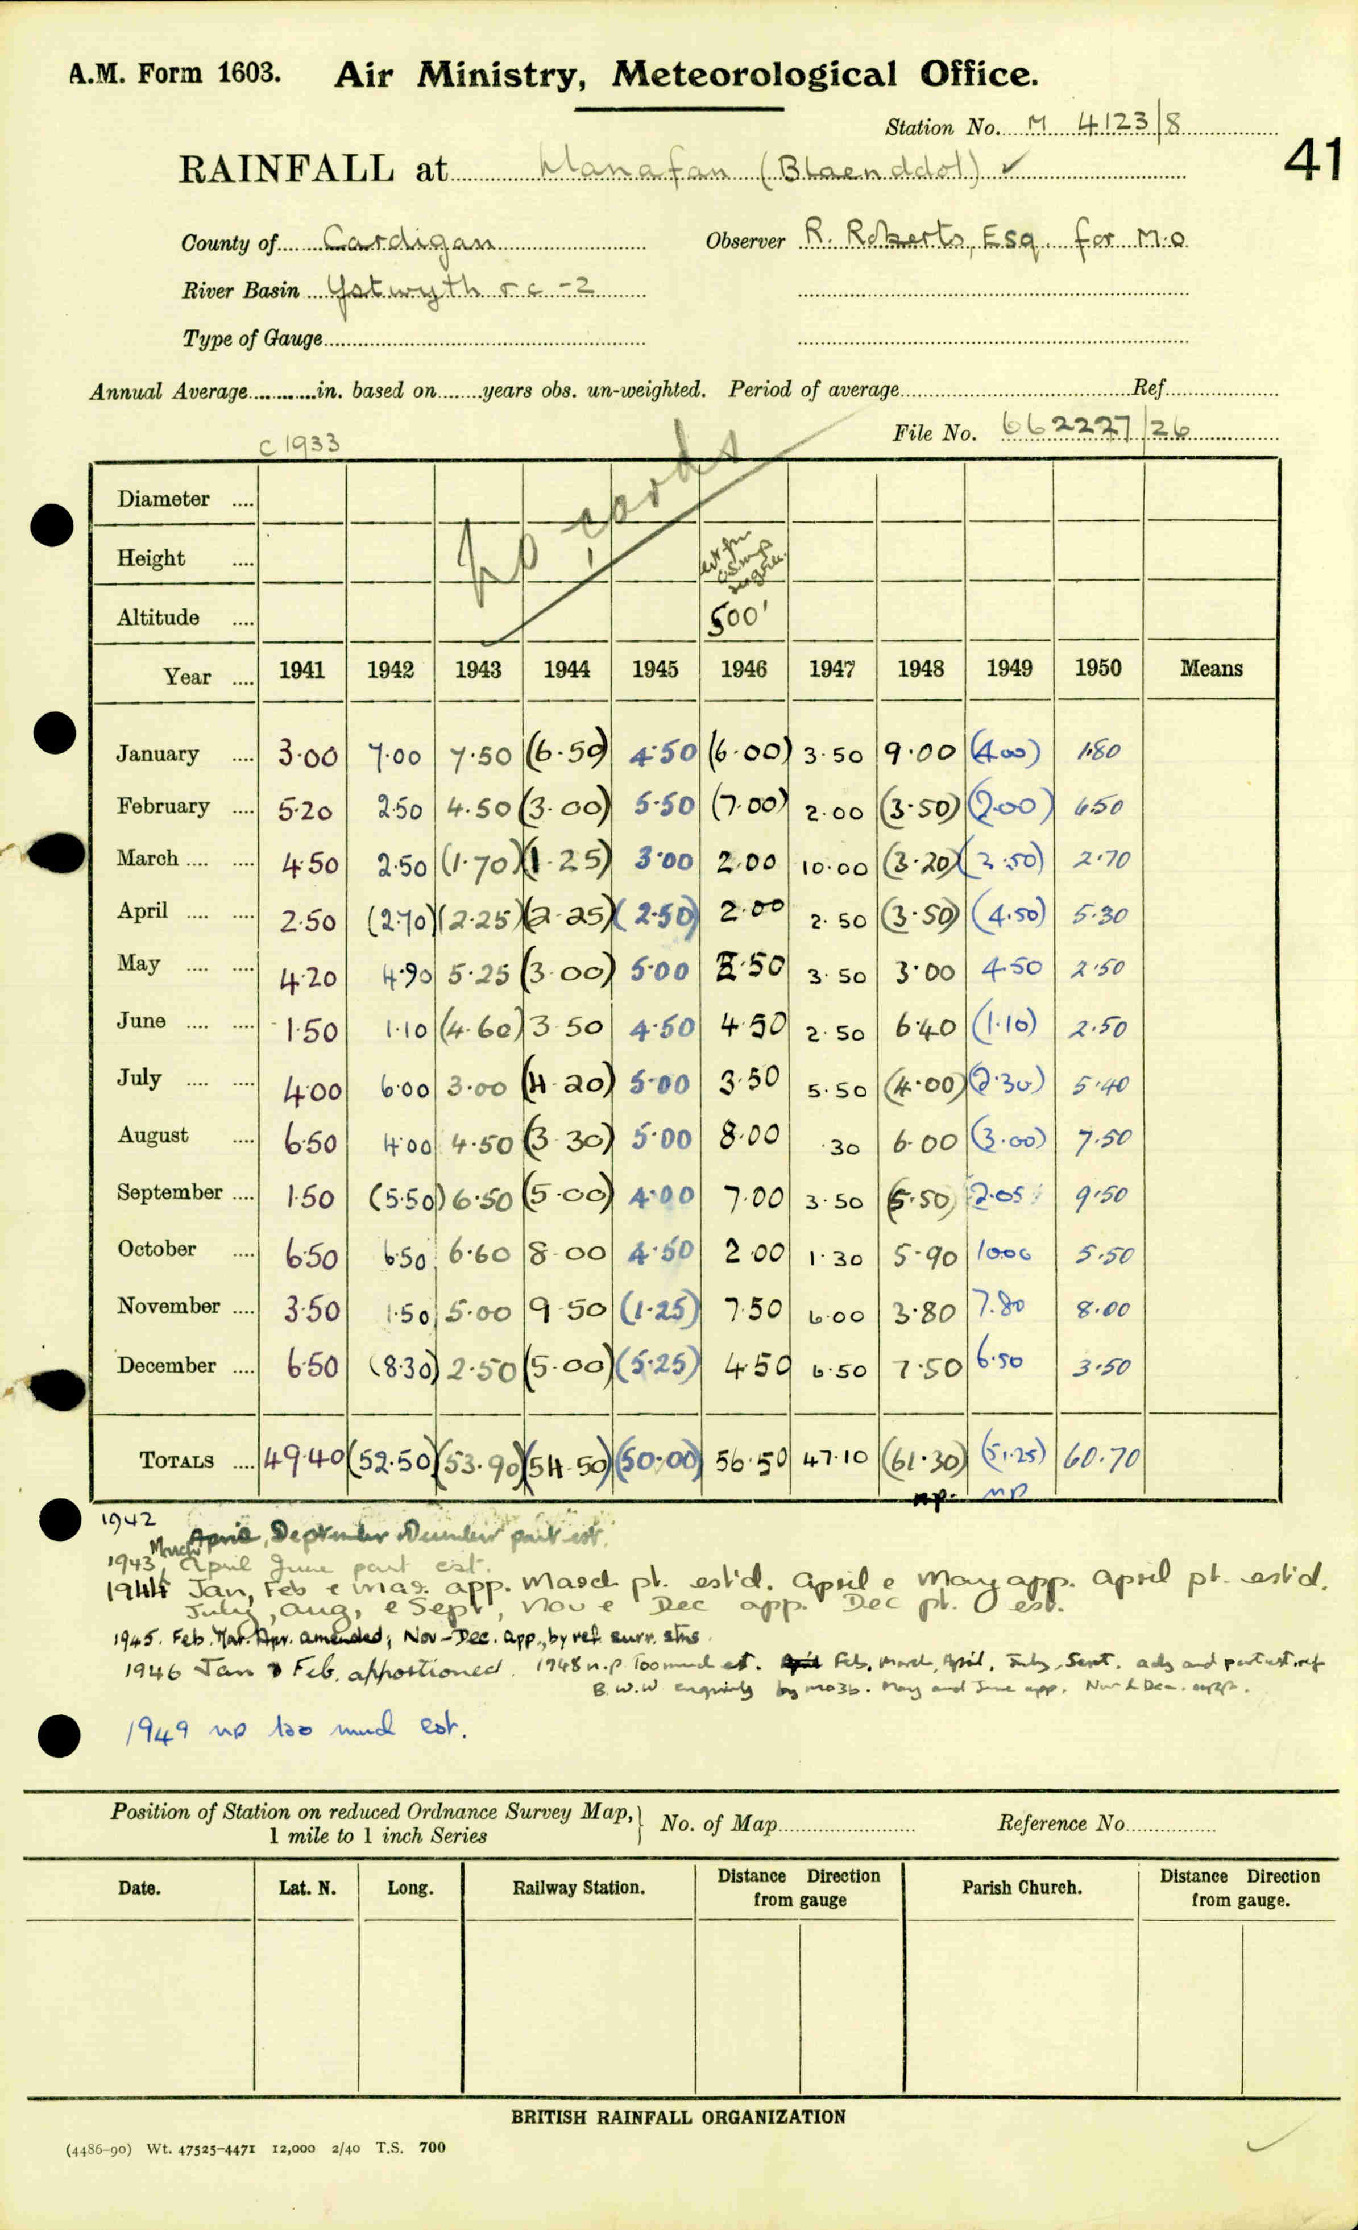 A.M. Form 1603. Air Ministry, Meteorological Office.
Station No. M 4123/8
41
RAINFALL at Llanafan (Blaenddol) ✓
County of Cardigan Observer R. Roberts, Esq. for M.O
River Basin Ystwyth r c -2
Type of Gauge
Annual Average in. based on years obs. un-weighted. Period of average Ref
File No. 662227/26
c 1933
No cards
Diameter
Height
Altitude 500'
Year 1941 1942 1943 1944 1945 1946 1947 1948 1949 1950 Means
January 3·00 7·00 7·50 (6·50) 4·50 (6·00) 3·50 9·00 (4.00) 1·80
February 5·20 2·50 4·50 (3·00) 5·50 (7·00) 2·00 (3·50) (2.00) 6·50
March 4·50 2·50 (1·70) (1·25) 3·00 2·00 10·00 (3·20) (3·50) 2·70
April 2·50 (2·70) (2·25) (2·25) (2·50) 2·00 2·50 (3·50) (4.50) 5·30
May 4·20 4·90 5·25 (3·00) 5·00 2·50 3·50 3·00 4·50 2·50
June 1·50 1·10 (4·60) 3·50 4·50 4·50 2·50 6·40 (1·10) 2·50
July 4·00 6·00 3·00 (4·20) 5·00 3·50 5·50 (4·00) (2·30) 5·40
August 6·50 4·00 4·50 (3·30) 5·00 8·00 ·30 6·00 (3·00) 7·50
September 1·50 (5·50) 6·50 (5·00) 4·00 7·00 3·50 (5·50) 2·05 9·50
October 6·50 6·50 6·60 8·00 4·50 2·00 1·30 5·90 10.00 5·50
November 3·50 1·50 5·00 9·50 (1·25) 7·50 6·00 3·80 7.80 8·00
December 6·50 (8·30) 2·50 (5·00) (5·25) 4·50 6·50 7·50 6·50 3·50
TOTALS 49·40 (52·50) (53·90) (54·50) (50·00) 56·50 47·10 (61·30) (51·25) 60·70
np. np
1942 April, September December part est.
1943 March April June part est.
1944 Jan, Feb e mar. app. March pt. est'd. April e May app. April pt. est'd.
July, Aug, e Sept, Nov e Dec app. Dec pt. est.
1945. Feb. Mar. Apr. amended; Nov-Dec. app., by ref. surr. stns
1946 Jan & Feb. apportioned. 1948 n.p. Too much est. April Feb, March, April, July, Sept. adj and part est. ref
B.W.W enquiry by mo3b. May and June app. Nov & Dec. app.
1949 np too much est.
Position of Station on reduced Ordnance Survey Map, 1 mile to 1 inch Series No. of Map Reference No.
Date. Lat. N. Long. Railway Station. Distance Direction from gauge Parish Church. Distance Direction from gauge.
BRITISH RAINFALL ORGANIZATION
(4486-90) Wt. 47525-4471 12,000 2/40 T.S. 700